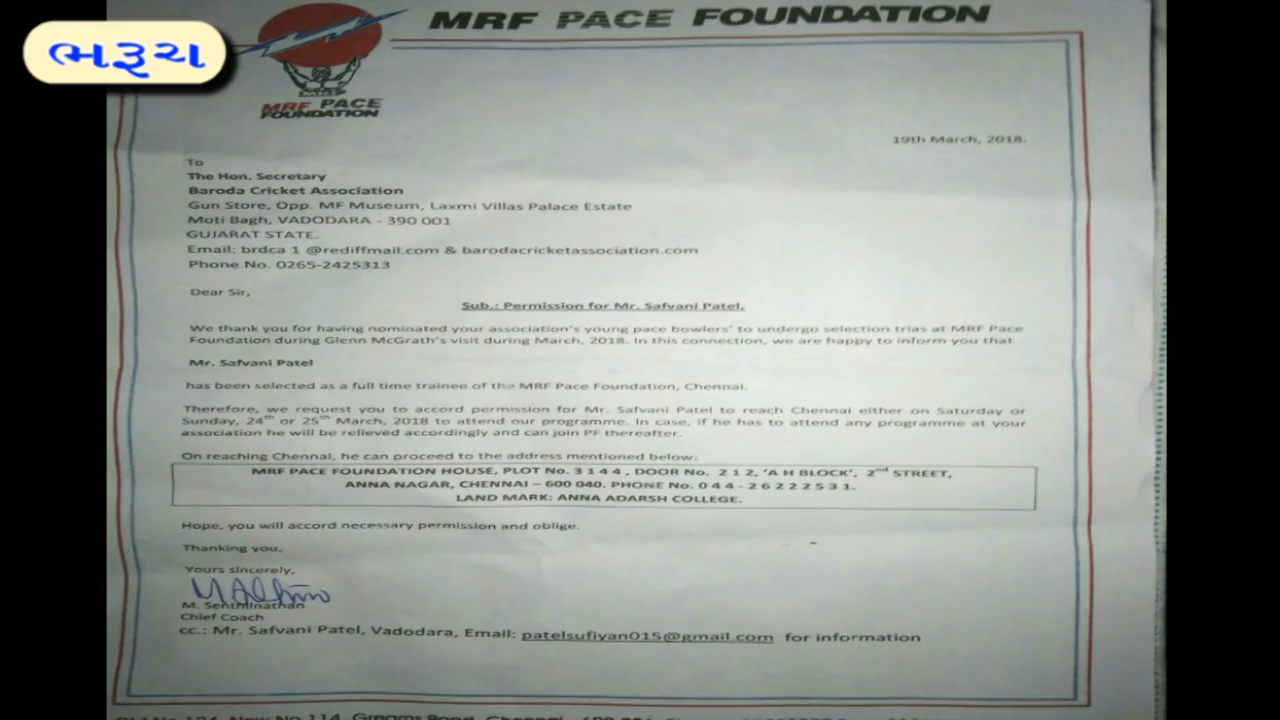 ભરૂચ
MRF PACE FOUNDATION
MRF PACE
FOUNDATION
19th March, 2018.
To
The Hon. Secretary
Baroda Cricket Association
Gun Store, Opp. MF Museum, Laxmi Villas Palace Estate
Moti Bagh, VADODARA - 390 001
GUJARAT STATE.
Email: brdca 1 @rediffmail.com & barodacricketassociation.com
Phone No. 0265-2425313
Dear Sir,
Sub.: Permission for Mr. Safvani Patel.
We thank you for having nominated your association's young pace bowlers' to undergo selection trias at MRF Pace
Foundation during Glenn McGrath's visit during March, 2018. In this connection, we are happy to inform you that
Mr. Safvani Patel
has been selected as a full time trainee of the MRF Pace Foundation, Chennai.
Therefore, we request you to accord permission for Mr. Safvani Patel to reach Chennai either on Saturday or
Sunday, 24th or 25th March, 2018 to attend our programme. In case, if he has to attend any programme at your
association he will be relieved accordingly and can join PF thereafter.
On reaching Chennai, he can proceed to the address mentioned below:
MRF PACE FOUNDATION HOUSE, PLOT No. 3 1 4 4 , DOOR No. 2 1 2, 'A H BLOCK', 2nd STREET,
ANNA NAGAR, CHENNAI – 600 040. PHONE No. 0 4 4 - 2 6 2 2 2 5 3 1.
LAND MARK: ANNA ADARSH COLLEGE.
Hope, you will accord necessary permission and oblige.
Thanking you,
Yours sincerely,
M. Senthilnathan
Chief Coach
cc.: Mr. Safvani Patel, Vadodara, Email: patelsufiyan015@gmail.com for information